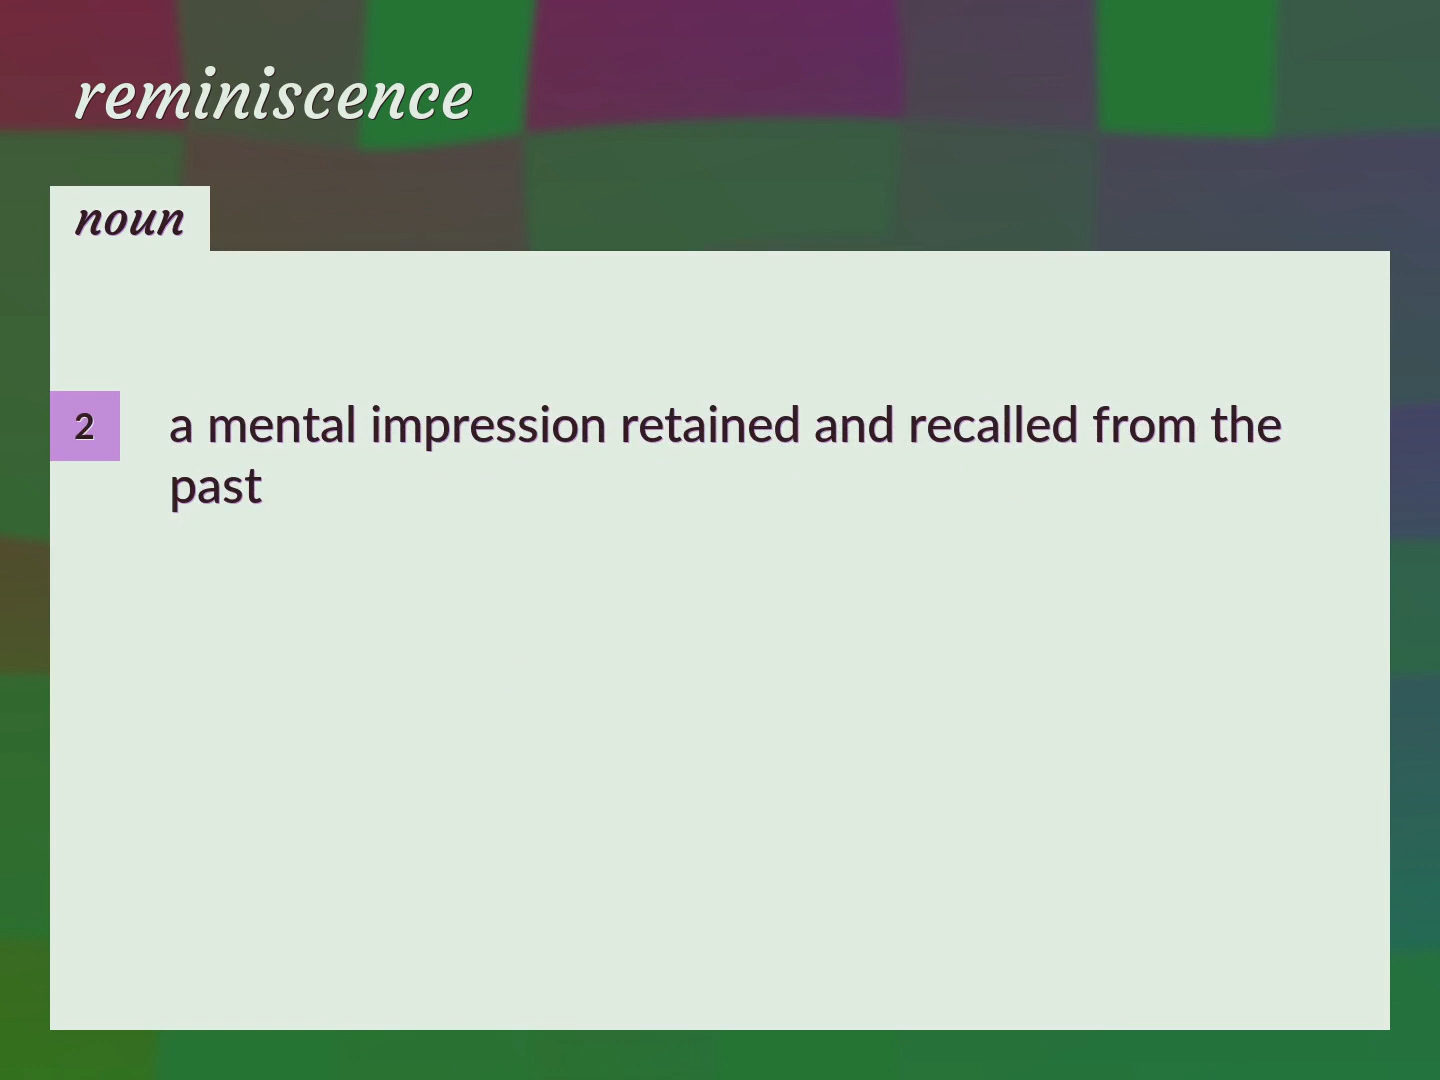 reminiscence
noun
2 a mental impression retained and recalled from the
past